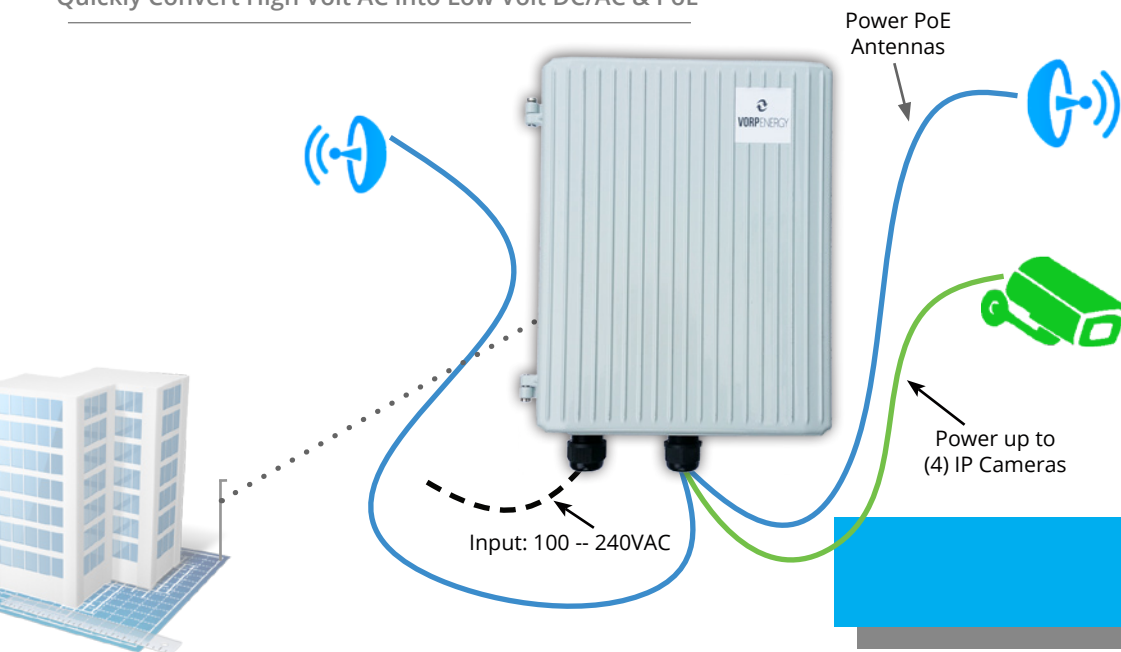 Quickly Convert High Volt AC into Low Volt DC/AC & PoE
Power PoE
Antennas
VORPENERGY
Power up to
(4) IP Cameras
Input: 100 -- 240VAC